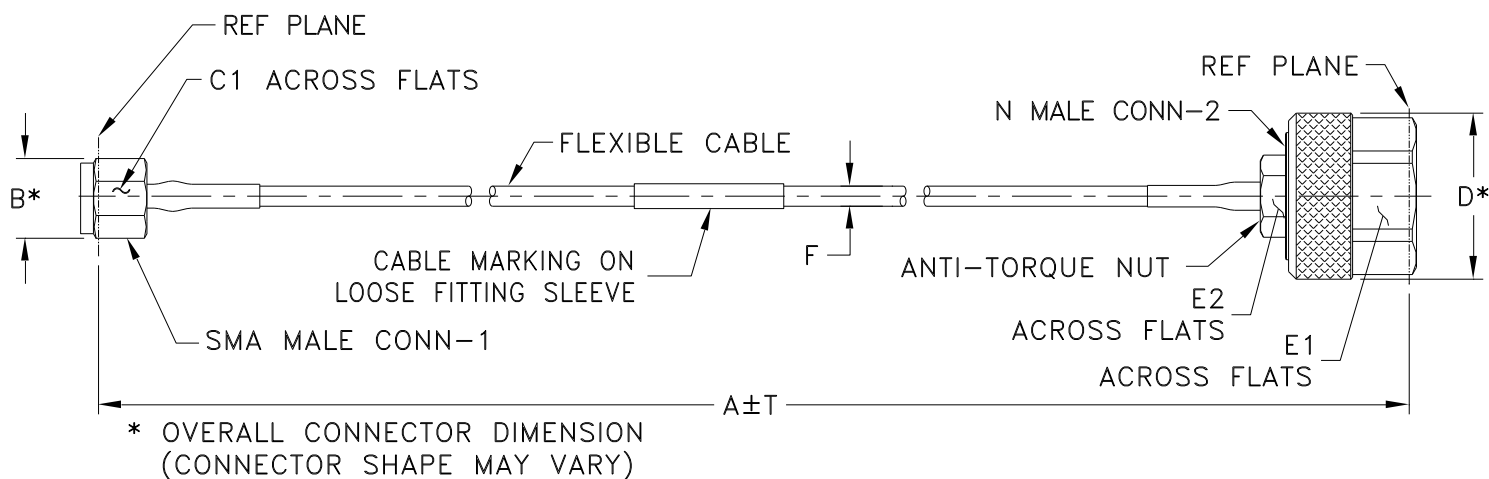 REF PLANE
C1 ACROSS FLATS
REF PLANE
N MALE CONN-2
FLEXIBLE CABLE
B*
D*
F
CABLE MARKING ON
LOOSE FITTING SLEEVE
ANTI-TORQUE NUT
E2
ACROSS FLATS
SMA MALE CONN-1
E1
ACROSS FLATS
A±T
* OVERALL CONNECTOR DIMENSION
(CONNECTOR SHAPE MAY VARY)